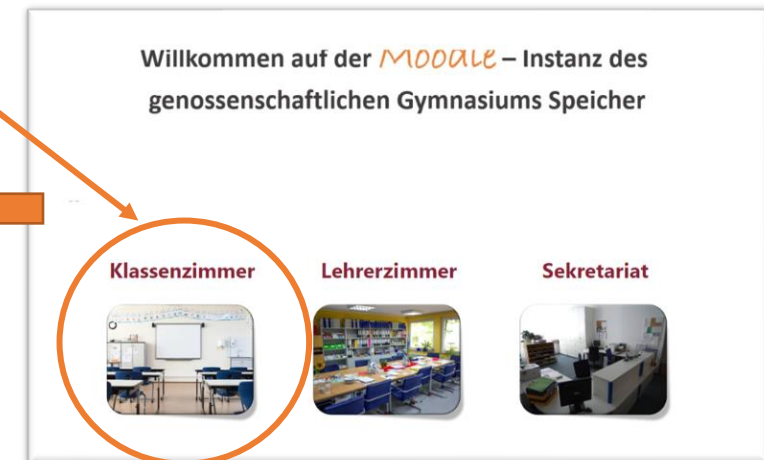 Willkommen auf der Moodle – Instanz des
genossenschaftlichen Gymnasiums Speicher
Klassenzimmer Lehrerzimmer Sekretariat